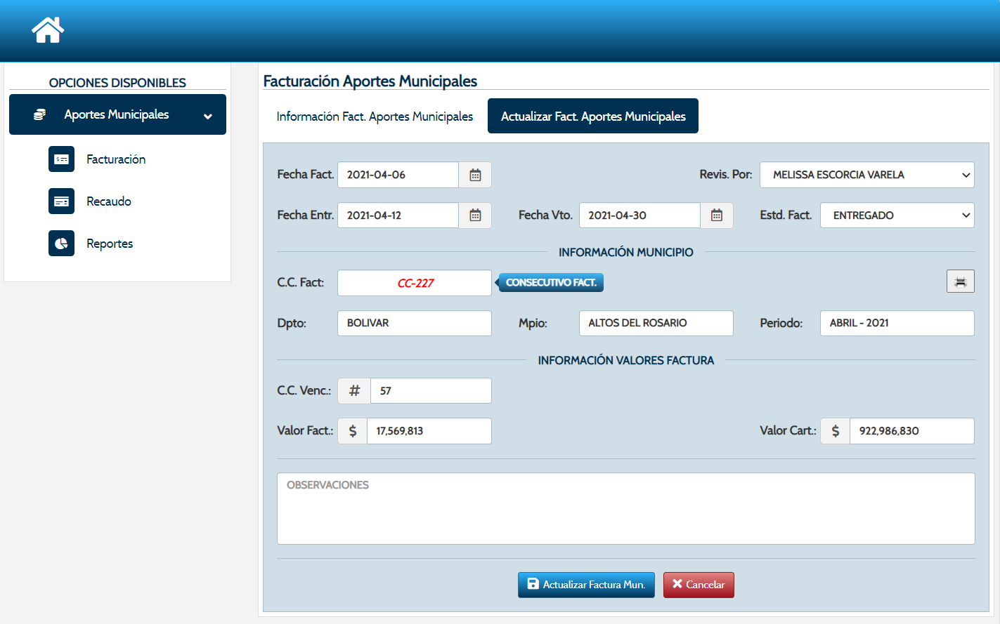 OPCIONES DISPONIBLES
Aportes Municipales
Facturación
Recaudo
Reportes
Facturación Aportes Municipales
Información Fact. Aportes Municipales
Actualizar Fact. Aportes Municipales
Fecha Fact. 2021-04-06 Revis. Por: MELISSA ESCORCIA VARELA
Fecha Entr. 2021-04-12 Fecha Vto. 2021-04-30 Estd. Fact. ENTREGADO
INFORMACIÓN MUNICIPIO
C.C. Fact: CC-227 CONSECUTIVO FACT.
Dpto: BOLIVAR Mpio: ALTOS DEL ROSARIO Periodo: ABRIL - 2021
INFORMACIÓN VALORES FACTURA
C.C. Venc.: # 57
Valor Fact.: $ 17,569,813 Valor Cart.: $ 922,986,830
OBSERVACIONES
Actualizar Factura Mun. Cancelar